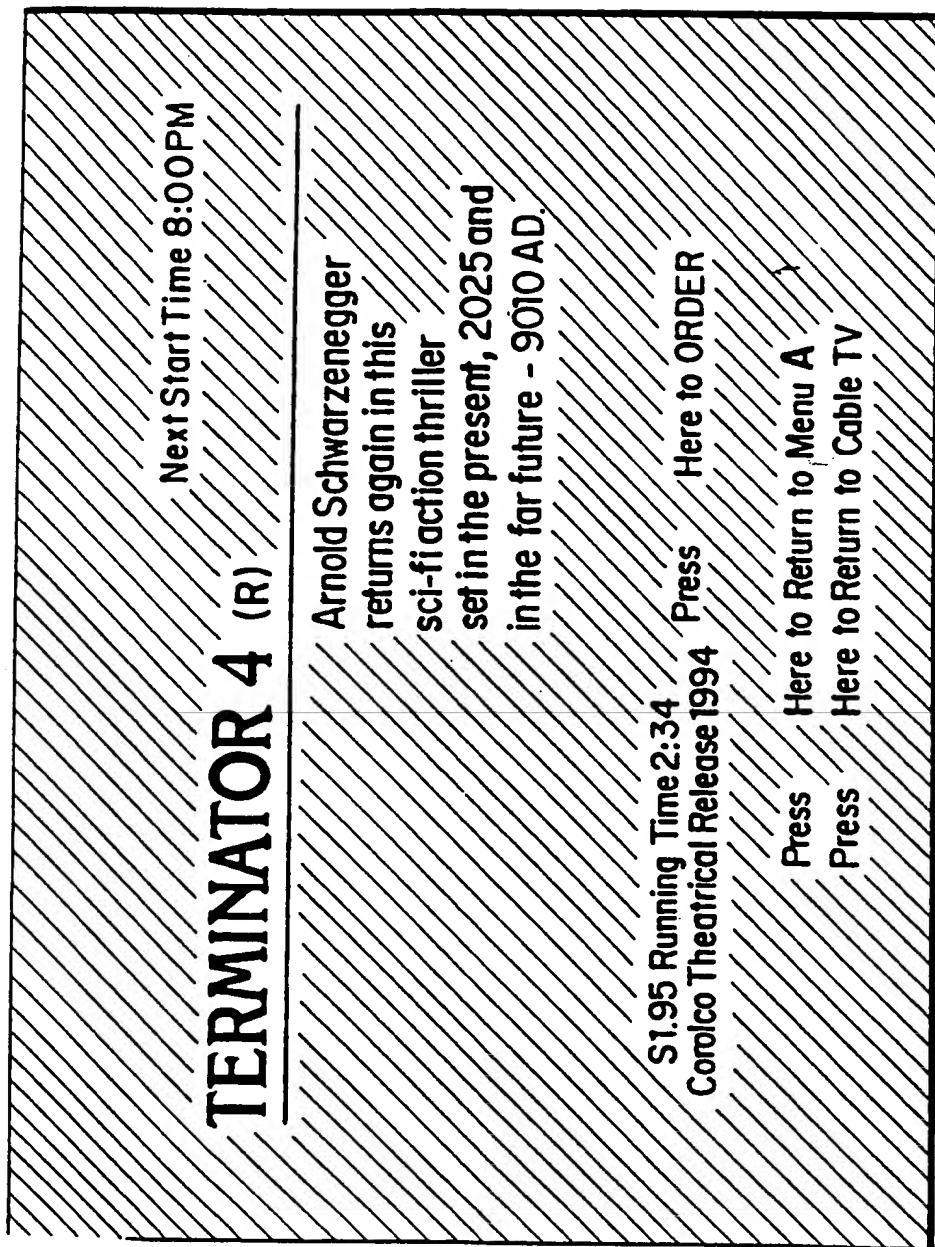 Next Start Time 8:00PM
TERMINATOR 4 (R)
Arnold Schwarzenegger
returns again in this
sci-fi action thriller
set in the present, 2025 and
in the far future - 9010 AD.
S1.95 Running Time 2:34
Corolco Theatrical Release 1994
Press Here to ORDER
Press Here to Return to Menu A
Press Here to Return to Cable TV